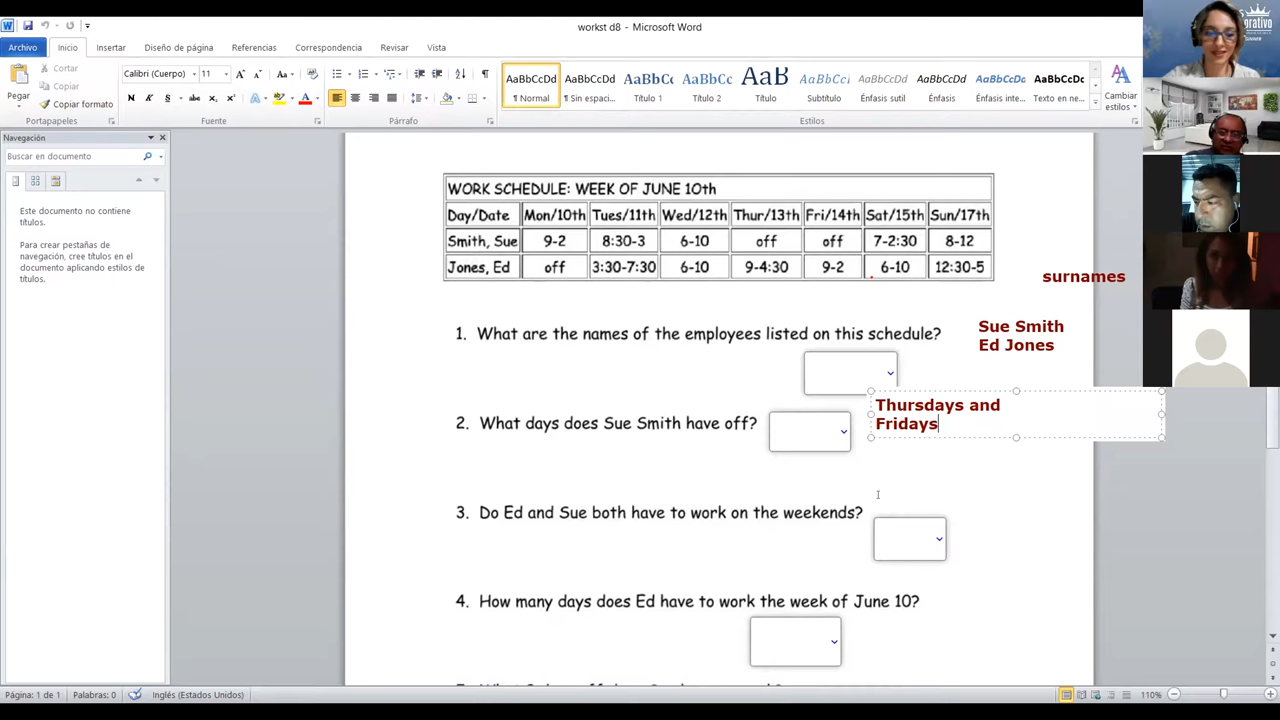 workst d8 - Microsoft Word
Archivo Inicio Insertar Diseño de página Referencias Correspondencia Revisar Vista
Pegar
Cortar
Copiar
Copiar formato
Portapapeles
Calibri (Cuerpo) 11
Fuente
Párrafo
AaBbCcDd AaBbCcDd AaBbC AaBbCc AaB AaBbCc AaBbCcDd AaBbCcDd AaBbCcDd AaBbCcDd
¶ Normal ¶ Sin espaci... Título 1 Título 2 Título Subtítulo Énfasis sutil Énfasis Énfasis inte... Texto en ne...
Estilos
Cambiar estilos
Navegación
Buscar en documento
Este documento no contiene
títulos.
Para crear pestañas de
navegación, cree títulos en el
documento aplicando estilos de
títulos.
WORK SCHEDULE: WEEK OF JUNE 10th
Day/Date Mon/10th Tues/11th Wed/12th Thur/13th Fri/14th Sat/15th Sun/17th
Smith, Sue 9-2 8:30-3 6-10 off off 7-2:30 8-12
Jones, Ed off 3:30-7:30 6-10 9-4:30 9-2 6-10 12:30-5
surnames
1. What are the names of the employees listed on this schedule?
Sue Smith
Ed Jones
2. What days does Sue Smith have off?
Thursdays and
Fridays
3. Do Ed and Sue both have to work on the weekends?
4. How many days does Ed have to work the week of June 10?
Página: 1 de 1 Palabras: 0 Inglés (Estados Unidos) 110%